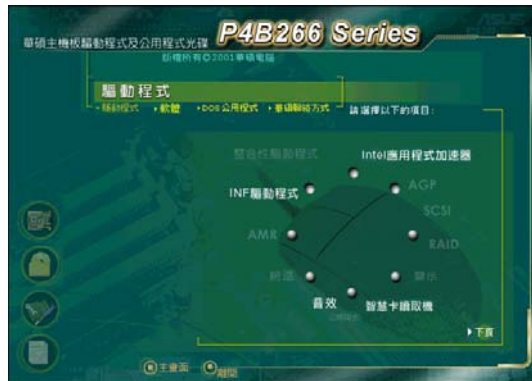 華碩主機板驅動程式及公用程式光碟 P4B266 Series
版權所有©2001華碩電腦
驅動程式
驅動程式 軟體 DOS公用程式 華碩聯絡方式
請選擇以下的項目:
整合性驅動程式 Intel應用程式加速器
INF驅動程式 AGP
SCSI
AMR RAID
網路 顯示
音效 智慧卡讀取機
下頁
主畫面 離開